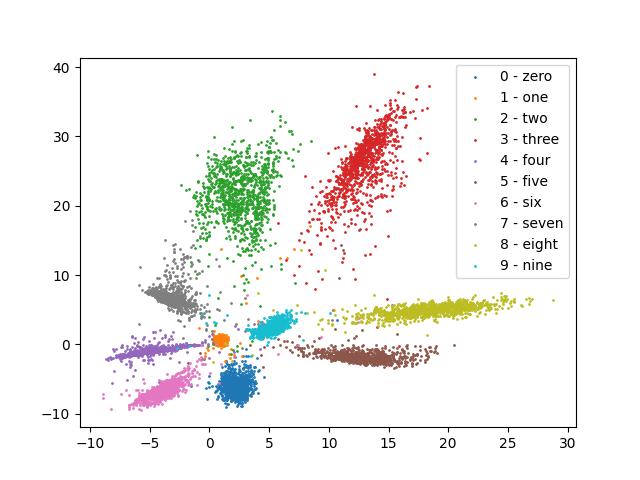 40
30
20
10
0
−10
−10
−5
0
5
10
15
20
25
30
0 - zero
1 - one
2 - two
3 - three
4 - four
5 - five
6 - six
7 - seven
8 - eight
9 - nine